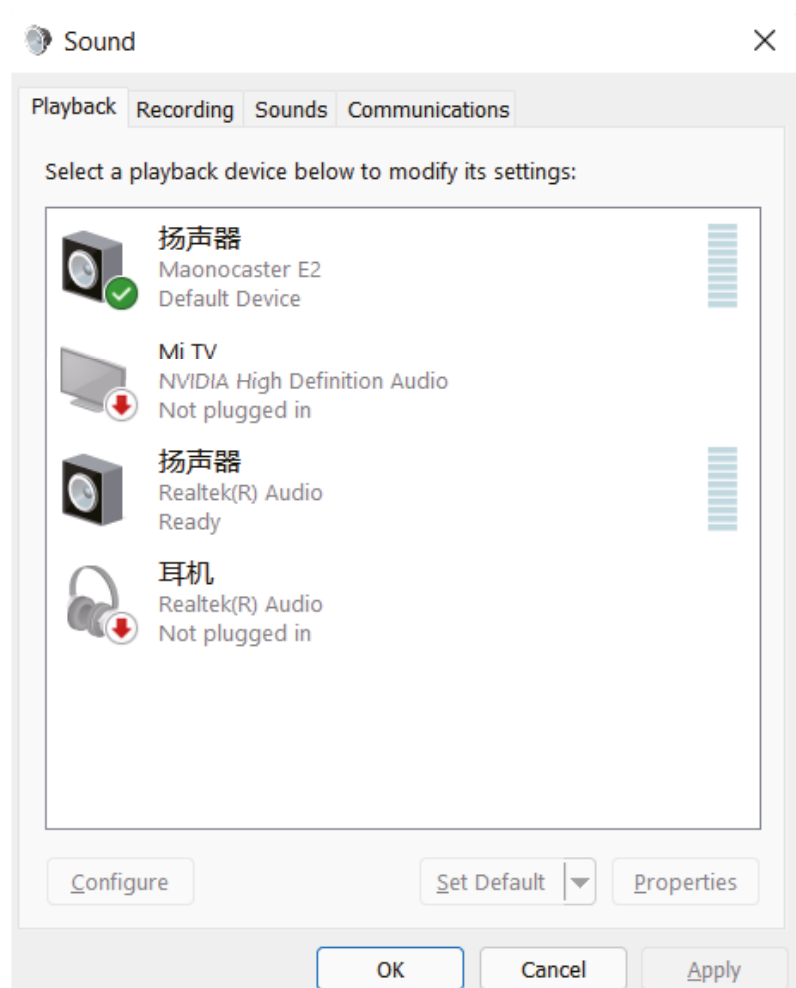 Sound
Playback Recording Sounds Communications
Select a playback device below to modify its settings:
扬声器
Maonocaster E2
Default Device
Mi TV
NVIDIA High Definition Audio
Not plugged in
扬声器
Realtek(R) Audio
Ready
耳机
Realtek(R) Audio
Not plugged in
Configure Set Default Properties
OK Cancel Apply